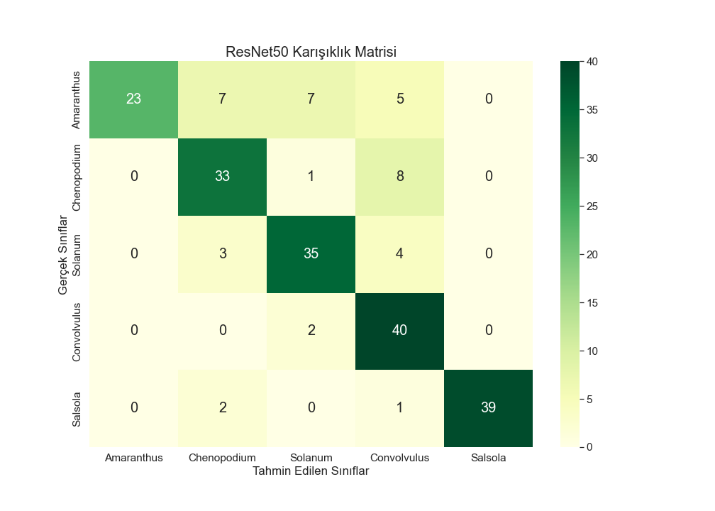 ResNet50 Karışıklık Matrisi
Gerçek Sınıflar
Amaranthus
23 7 7 5 0
Chenopodium
0 33 1 8 0
Solanum
0 3 35 4 0
Convolvulus
0 0 2 40 0
Salsola
0 2 0 1 39
Amaranthus Chenopodium Solanum Convolvulus Salsola
Tahmin Edilen Sınıflar
40
35
30
25
20
15
10
5
0